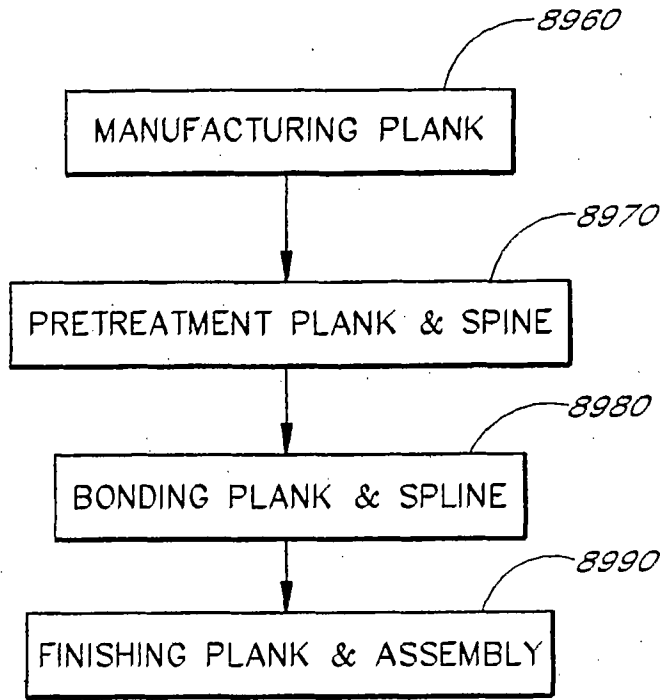 8960
MANUFACTURING PLANK
8970
PRETREATMENT PLANK & SPINE
8980
BONDING PLANK & SPLINE
8990
FINISHING PLANK & ASSEMBLY